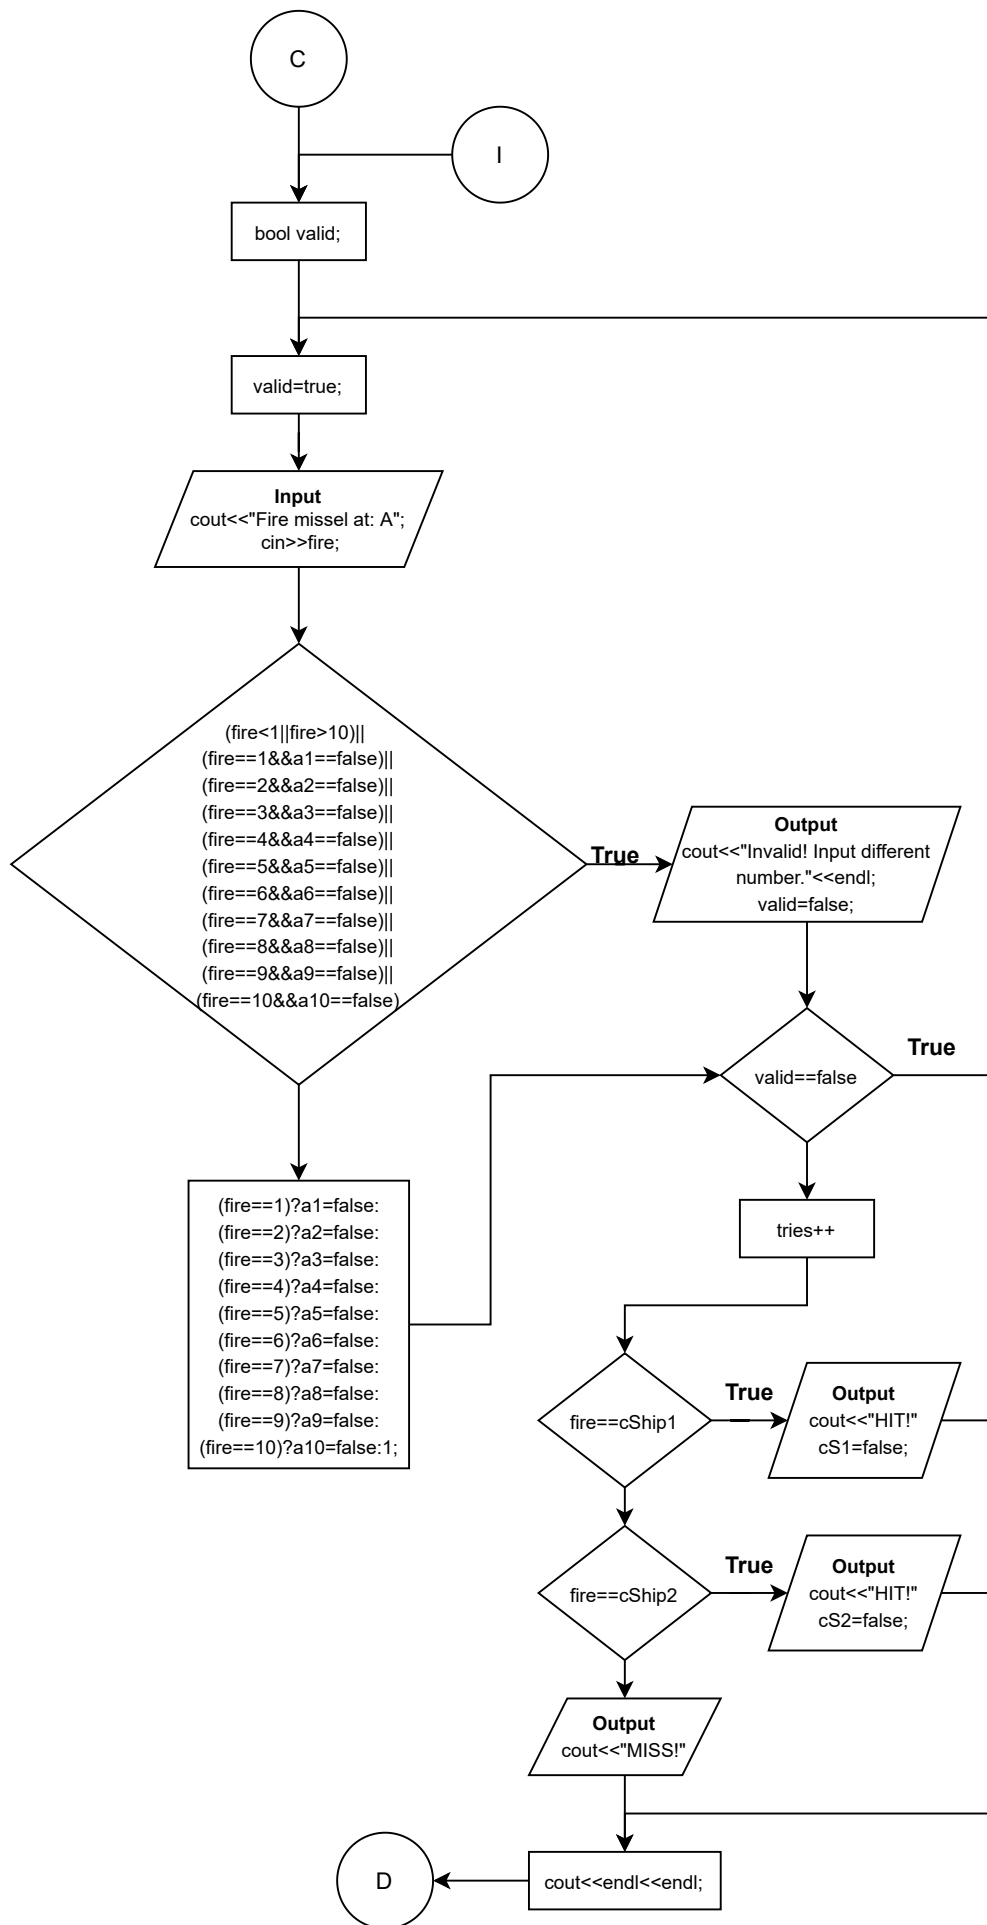 C
I
bool valid;
valid=true;
Input
cout<<"Fire missel at: A";
cin>>fire;
(fire<1||fire>10)||
(fire==1&&a1==false)||
(fire==2&&a2==false)||
(fire==3&&a3==false)||
(fire==4&&a4==false)||
(fire==5&&a5==false)||
(fire==6&&a6==false)||
(fire==7&&a7==false)||
(fire==8&&a8==false)||
(fire==9&&a9==false)||
(fire==10&&a10==false)
True
Output
cout<<"Invalid! Input different
number."<<endl;
valid=false;
valid==false
True
(fire==1)?a1=false:
(fire==2)?a2=false:
(fire==3)?a3=false:
(fire==4)?a4=false:
(fire==5)?a5=false:
(fire==6)?a6=false:
(fire==7)?a7=false:
(fire==8)?a8=false:
(fire==9)?a9=false:
(fire==10)?a10=false:1;
tries++
fire==cShip1
True
Output
cout<<"HIT!"
cS1=false;
fire==cShip2
True
Output
cout<<"HIT!"
cS2=false;
Output
cout<<"MISS!"
cout<<endl<<endl;
D